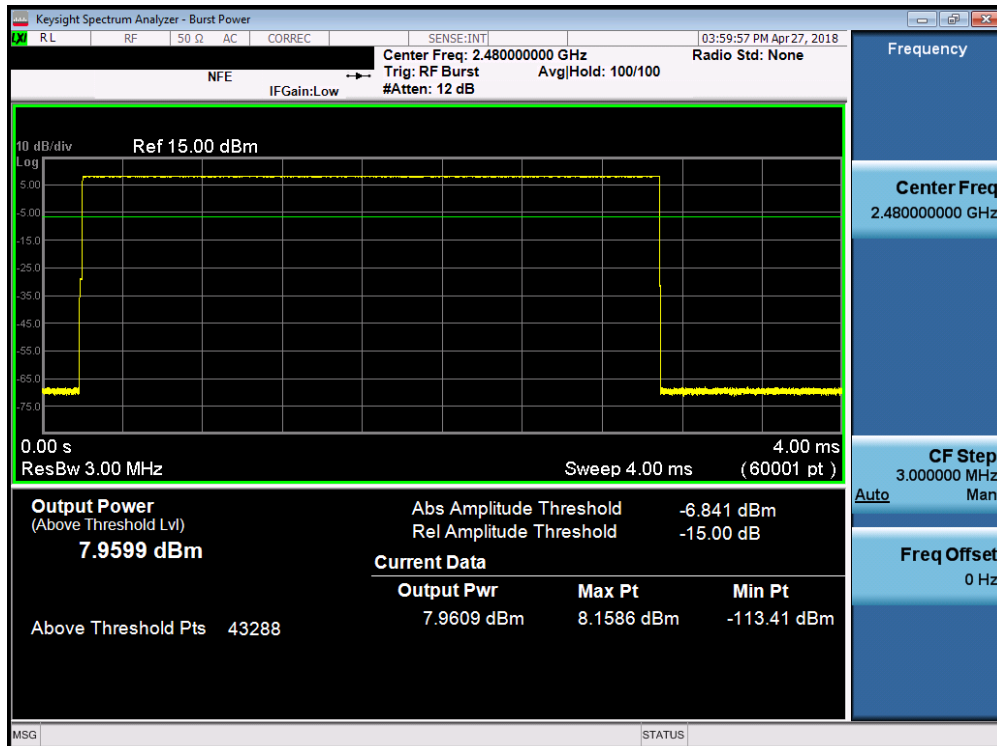 Keysight Spectrum Analyzer - Burst Power
LXI RL RF 50 Ω AC CORREC SENSE:INT 03:59:57 PM Apr 27, 2018
Center Freq: 2.480000000 GHz Radio Std: None
NFE Trig: RF Burst Avg|Hold: 100/100
IFGain:Low #Atten: 12 dB
10 dB/div Ref 15.00 dBm
Log
5.00
-5.00
-15.0
-25.0
-35.0
-45.0
-55.0
-65.0
-75.0
0.00 s 4.00 ms
ResBw 3.00 MHz Sweep 4.00 ms (60001 pt )
Output Power
(Above Threshold Lvl)
7.9599 dBm
Above Threshold Pts 43288
Abs Amplitude Threshold -6.841 dBm
Rel Amplitude Threshold -15.00 dB
Current Data
Output Pwr Max Pt Min Pt
7.9609 dBm 8.1586 dBm -113.41 dBm
Frequency
Center Freq
2.480000000 GHz
CF Step
3.000000 MHz
Auto Man
Freq Offset
0 Hz
MSG STATUS